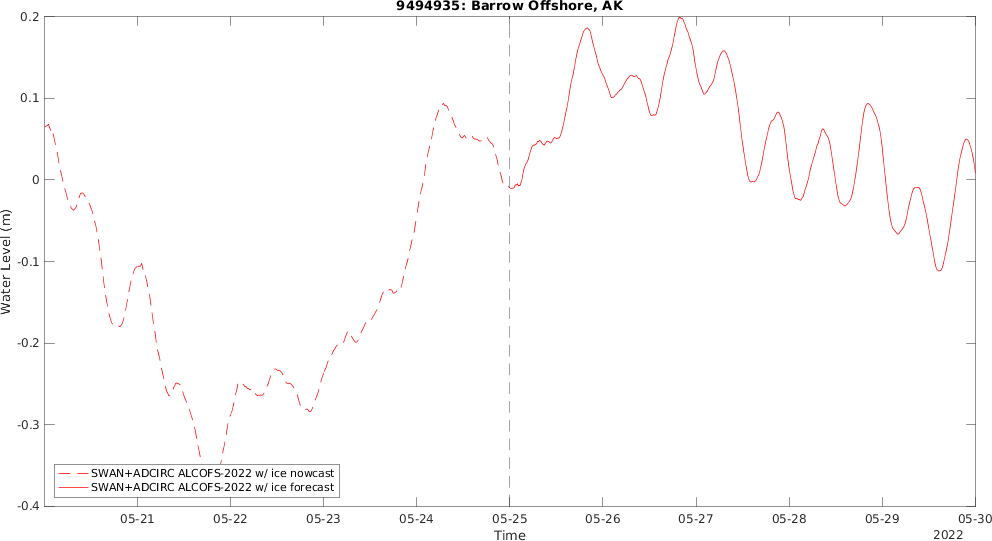 9494935: Barrow Offshore, AK
Water Level (m)
0.2
0.1
0
-0.1
-0.2
-0.3
-0.4
SWAN+ADCIRC ALCOFS-2022 w/ ice nowcast
SWAN+ADCIRC ALCOFS-2022 w/ ice forecast
05-21 05-22 05-23 05-24 05-25 05-26 05-27 05-28 05-29 05-30
Time
2022